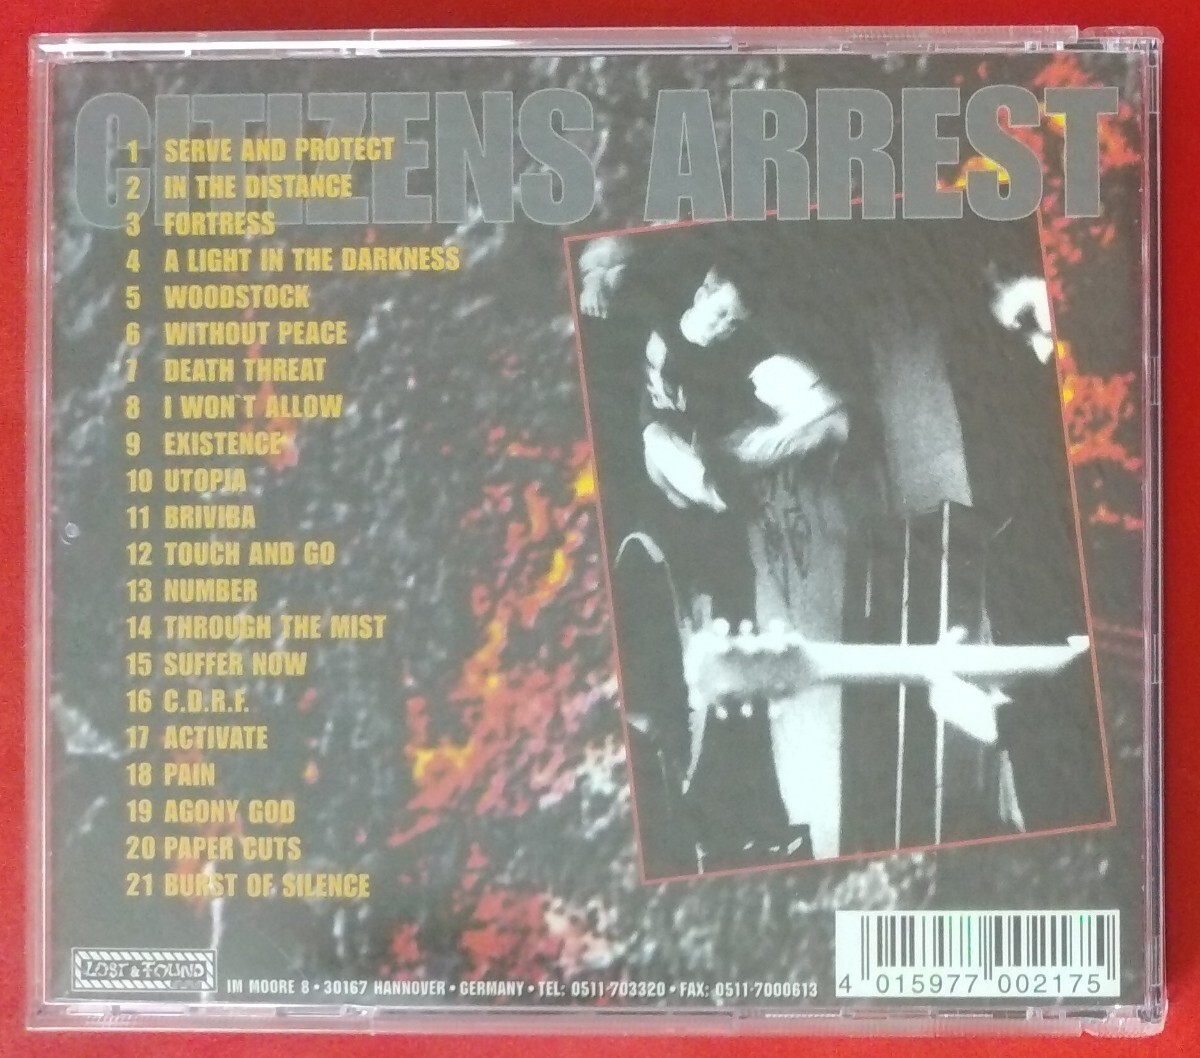 CITIZENS ARREST
1 SERVE AND PROTECT
2 IN THE DISTANCE
3 FORTRESS
4 A LIGHT IN THE DARKNESS
5 WOODSTOCK
6 WITHOUT PEACE
7 DEATH THREAT
8 I WON`T ALLOW
9 EXISTENCE
10 UTOPIA
11 BRIVIBA
12 TOUCH AND GO
13 NUMBER
14 THROUGH THE MIST
15 SUFFER NOW
16 C.D.R.F.
17 ACTIVATE
18 PAIN
19 AGONY GOD
20 PAPER CUTS
21 BURST OF SILENCE
LOST & FOUND
IM MOORE 8 • 30167 HANNOVER • GERMANY • TEL: 0511-703320 • FAX: 0511-7000613
4 015977 002175